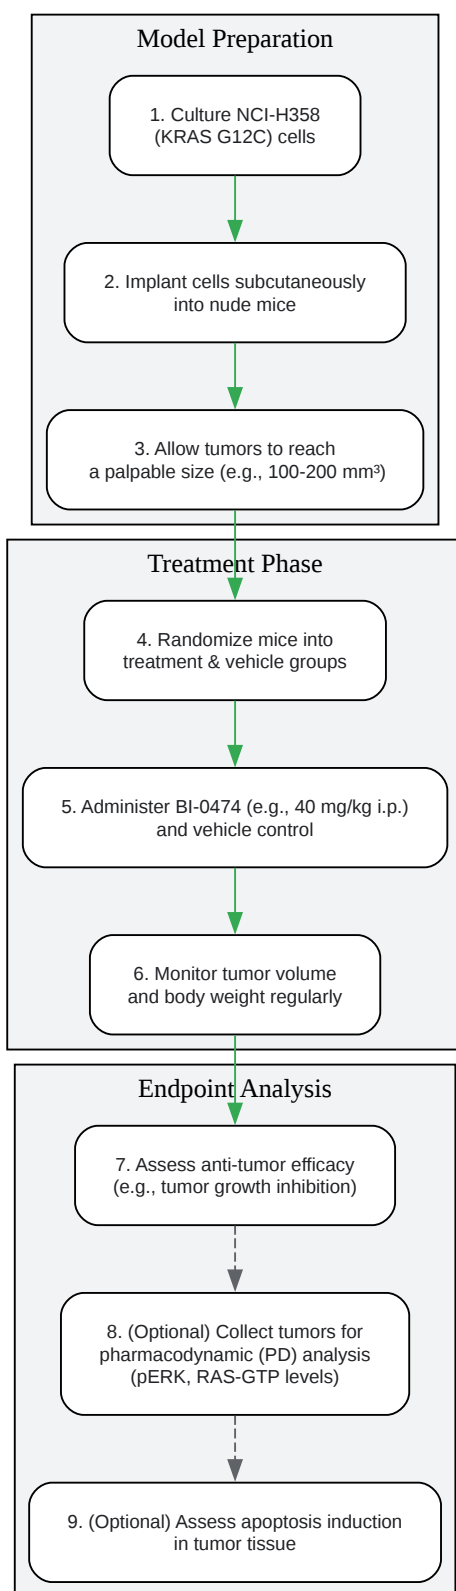 Model Preparation
1. Culture NCI-H358
(KRAS G12C) cells
2. Implant cells subcutaneously
into nude mice
3. Allow tumors to reach
a palpable size (e.g., 100-200 mm³)
Treatment Phase
4. Randomize mice into
treatment & vehicle groups
5. Administer BI-0474 (e.g., 40 mg/kg i.p.)
and vehicle control
6. Monitor tumor volume
and body weight regularly
Endpoint Analysis
7. Assess anti-tumor efficacy
(e.g., tumor growth inhibition)
8. (Optional) Collect tumors for
pharmacodynamic (PD) analysis
(pERK, RAS-GTP levels)
9. (Optional) Assess apoptosis induction
in tumor tissue